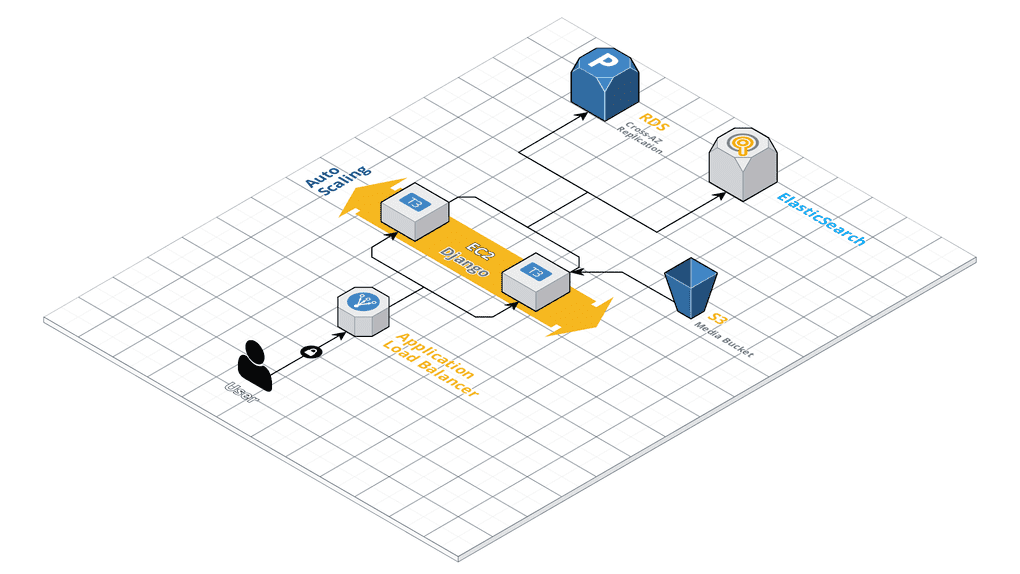 P
RDS
Cross-AZ
Replication
ElasticSearch
Auto
Scaling
T3
EC2
Django
T3
S3
Media Bucket
Application
Load Balancer
User